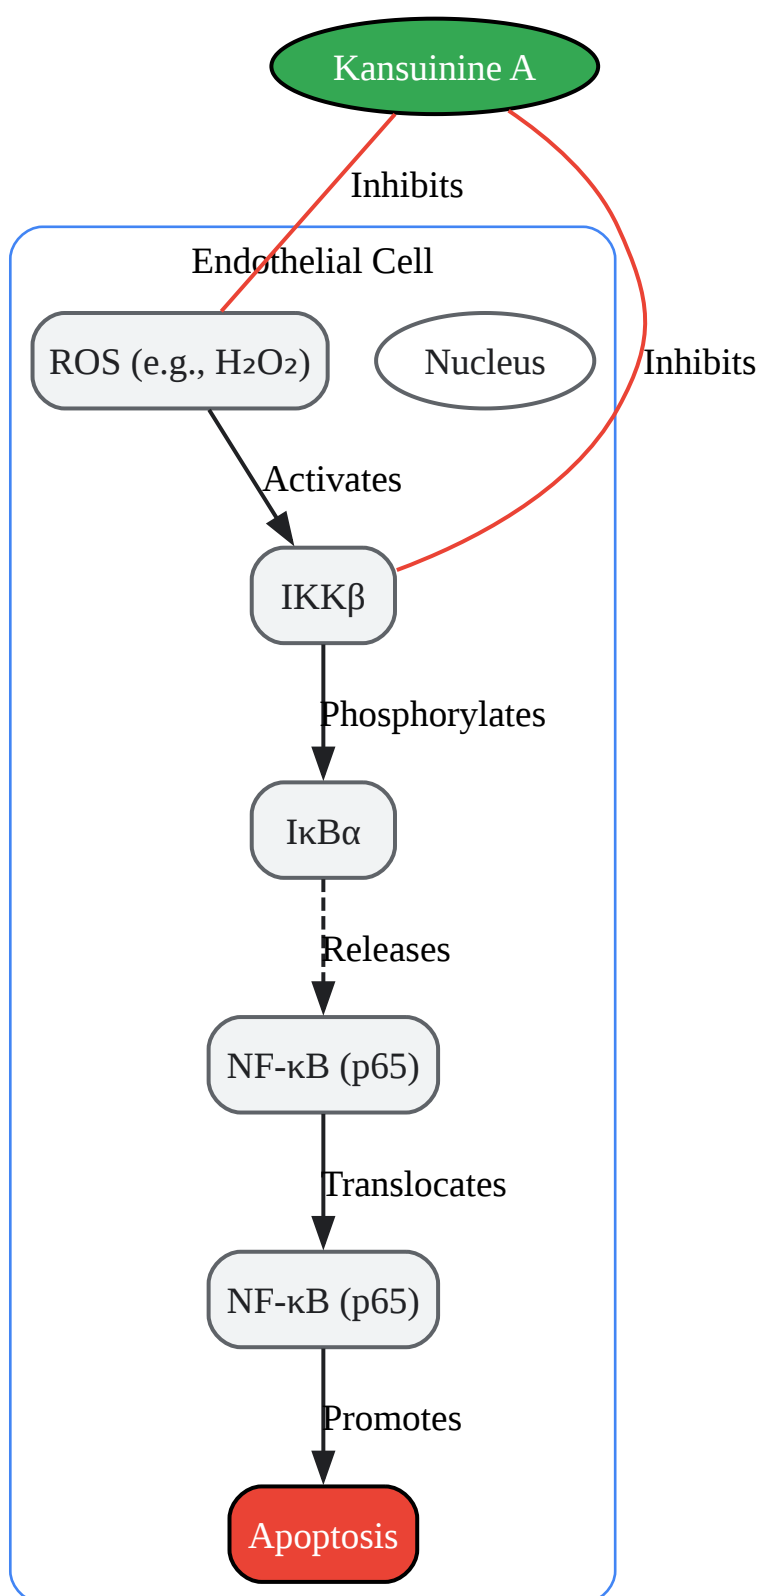 Kansuinine A
Inhibits
Endothelial Cell
ROS (e.g., H₂O₂)
Nucleus
Inhibits
Activates
IKKβ
Phosphorylates
IκBα
Releases
NF-κB (p65)
Translocates
NF-κB (p65)
Promotes
Apoptosis